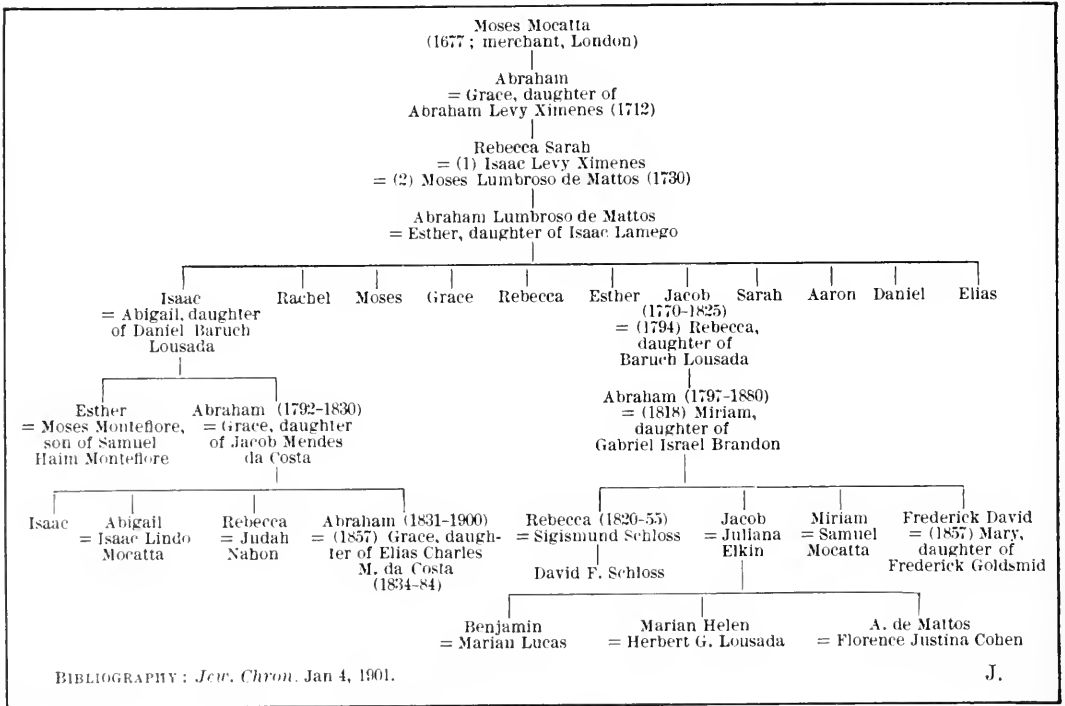 Moses Mocatta
(1677 ; merchant, London)
Abraham
= Grace, daughter of
Abraham Levy Ximenes (1712)
Rebecca Sarah
= (1) Isaac Levy Ximenes
= (2) Moses Lumbroso de Mattos (1730)
Abraham Lumbroso de Mattos
= Esther, daughter of Isaac Lamego
Isaac
= Abigail, daughter
of Daniel Baruch
Lousada
Rachel
Moses
Grace
Rebecca
Esther
Jacob
(1770-1825)
= (1794) Rebecca,
daughter of
Baruch Lousada
Sarah
Aaron
Daniel
Elias
Esther
= Moses Montefiore,
son of Samuel
Haim Montefiore
Abraham (1792-1830)
= Grace, daughter
of Jacob Mendes
da Costa
Abraham (1797-1880)
= (1818) Miriam,
daughter of
Gabriel Israel Brandon
Isaac
Abigail
= Isaac Lindo
Mocatta
Rebecca
= Judah
Nahon
Abraham (1831-1900)
= (1857) Grace, daugh-
ter of Elias Charles
M. da Costa
(1834-84)
Rebecca (1820-55)
= Sigismund Schloss
David F. Schloss
Jacob
= Juliana
Elkin
Miriam
= Samuel
Mocatta
Frederick David
= (1857) Mary,
daughter of
Frederick Goldsmid
Benjamin
= Marian Lucas
Marian Helen
= Herbert G. Lousada
A. de Mattos
= Florence Justina Cohen
BIBLIOGRAPHY : Jew. Chron. Jan 4, 1901.
J.